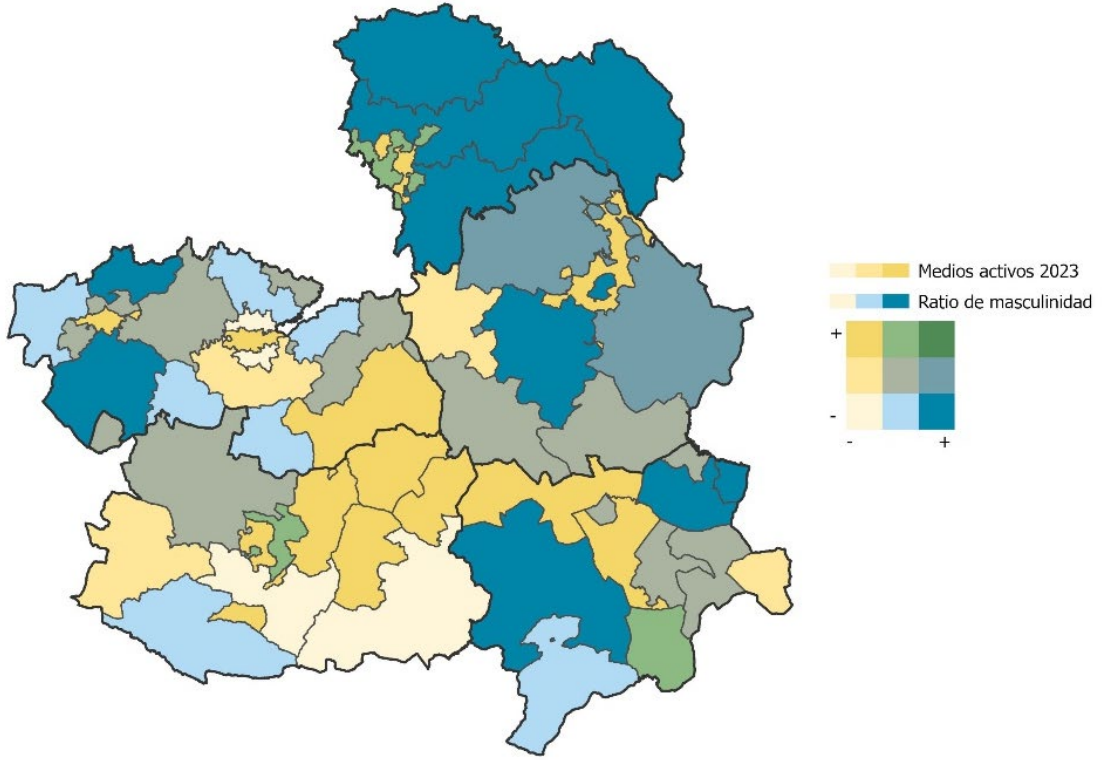 Medios activos 2023
Ratio de masculinidad
+
-
- +